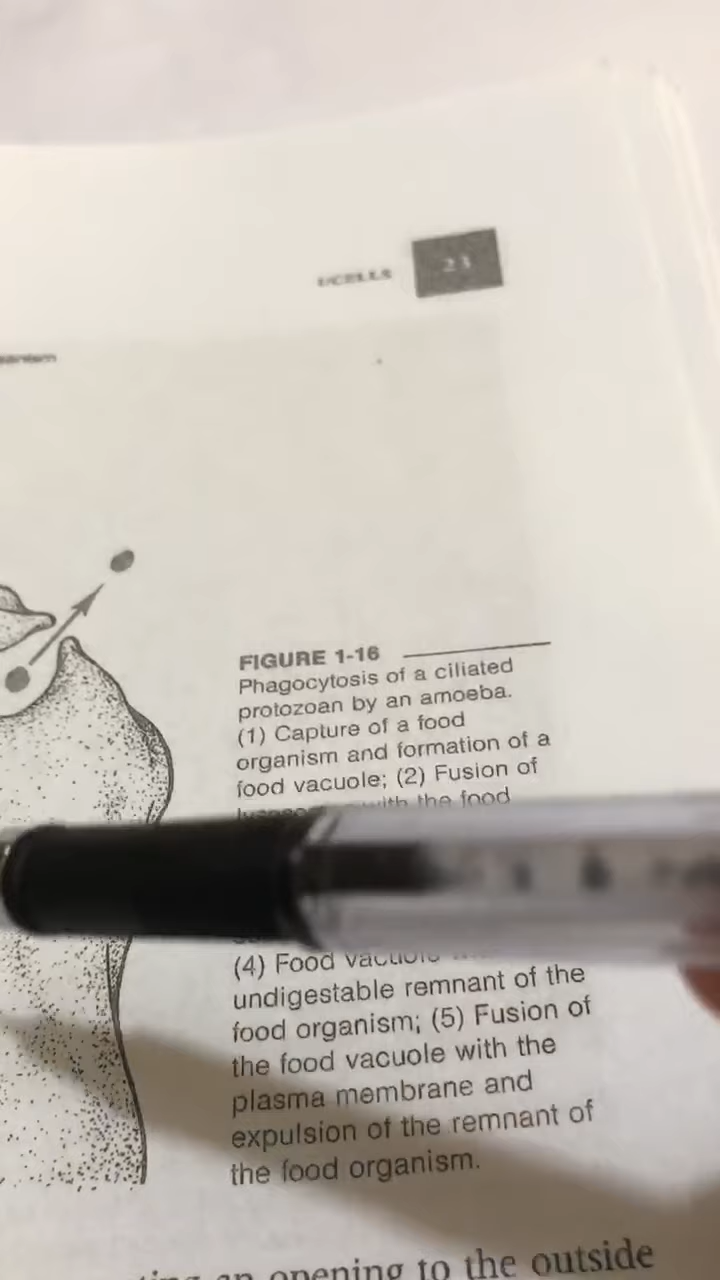 UCELLS 23
FIGURE 1-16
Phagocytosis of a ciliated
protozoan by an amoeba.
(1) Capture of a food
organism and formation of a
food vacuole; (2) Fusion of
with the food
(4) Food vacuole
undigestable remnant of the
food organism; (5) Fusion of
the food vacuole with the
plasma membrane and
expulsion of the remnant of
the food organism.
an opening to the outside